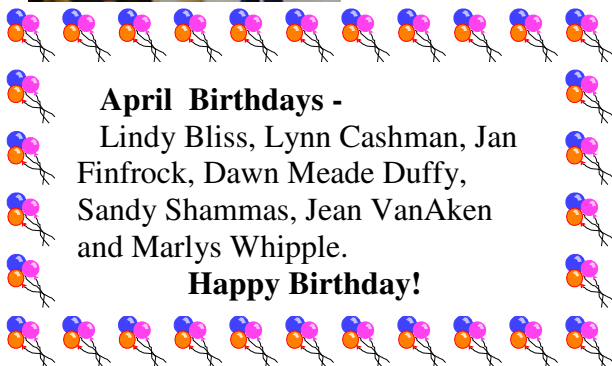 April  Birthdays -
Lindy Bliss, Lynn Cashman, Jan
Finfrock, Dawn Meade Duffy,
Sandy Shammas, Jean VanAken
and Marlys Whipple.
Happy Birthday!